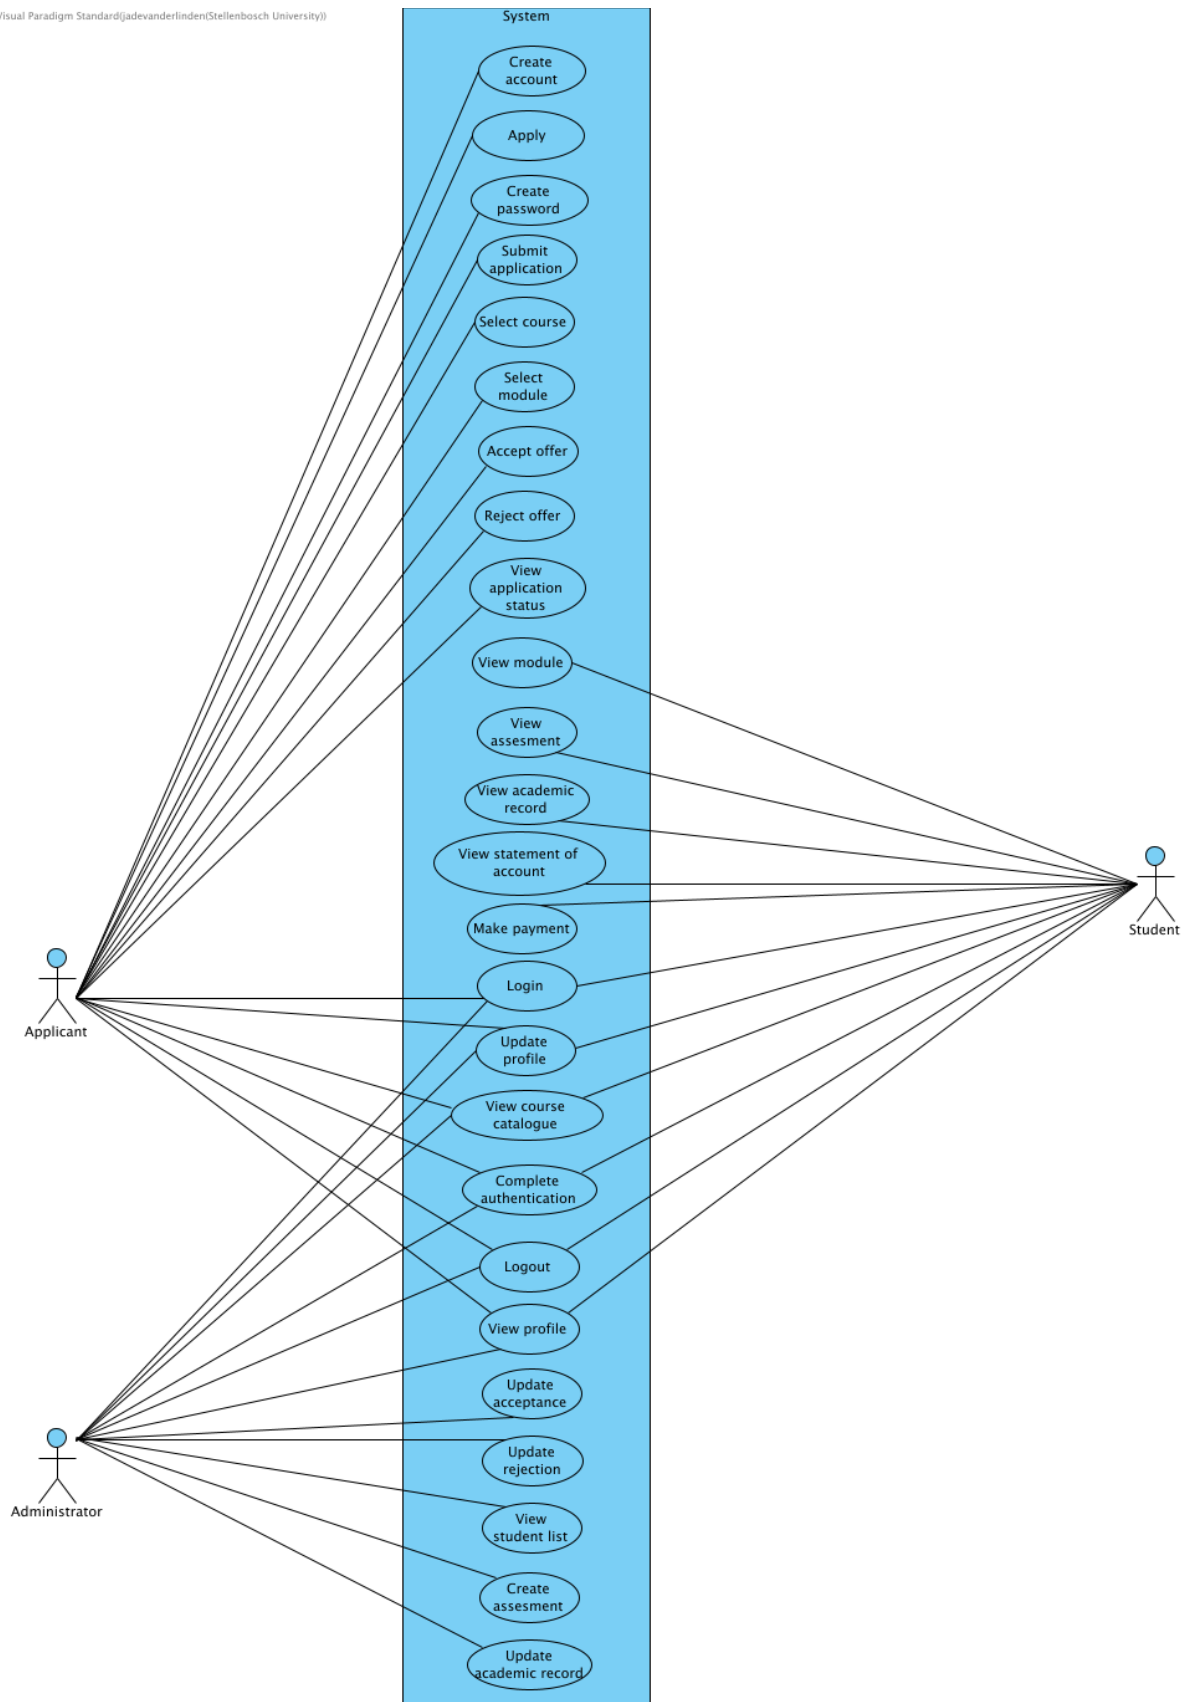 Visual Paradigm Standard(jadevanderlinden(Stellenbosch University))
System
Create
account
Apply
Create
password
Submit
application
Select course
Select
module
Accept offer
Reject offer
View
application
status
View module
View
assesment
View academic
record
View statement of
account
Make payment
Student
Login
Applicant
Update
profile
View course
catalogue
Complete
authentication
Logout
View profile
Update
acceptance
Update
rejection
Administrator
View
student list
Create
assesment
Update
academic record